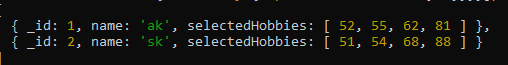 { _id: 1, name: 'ak', selectedHobbies: [ 52, 55, 62, 81 ] },
{ _id: 2, name: 'sk', selectedHobbies: [ 51, 54, 68, 88 ] }